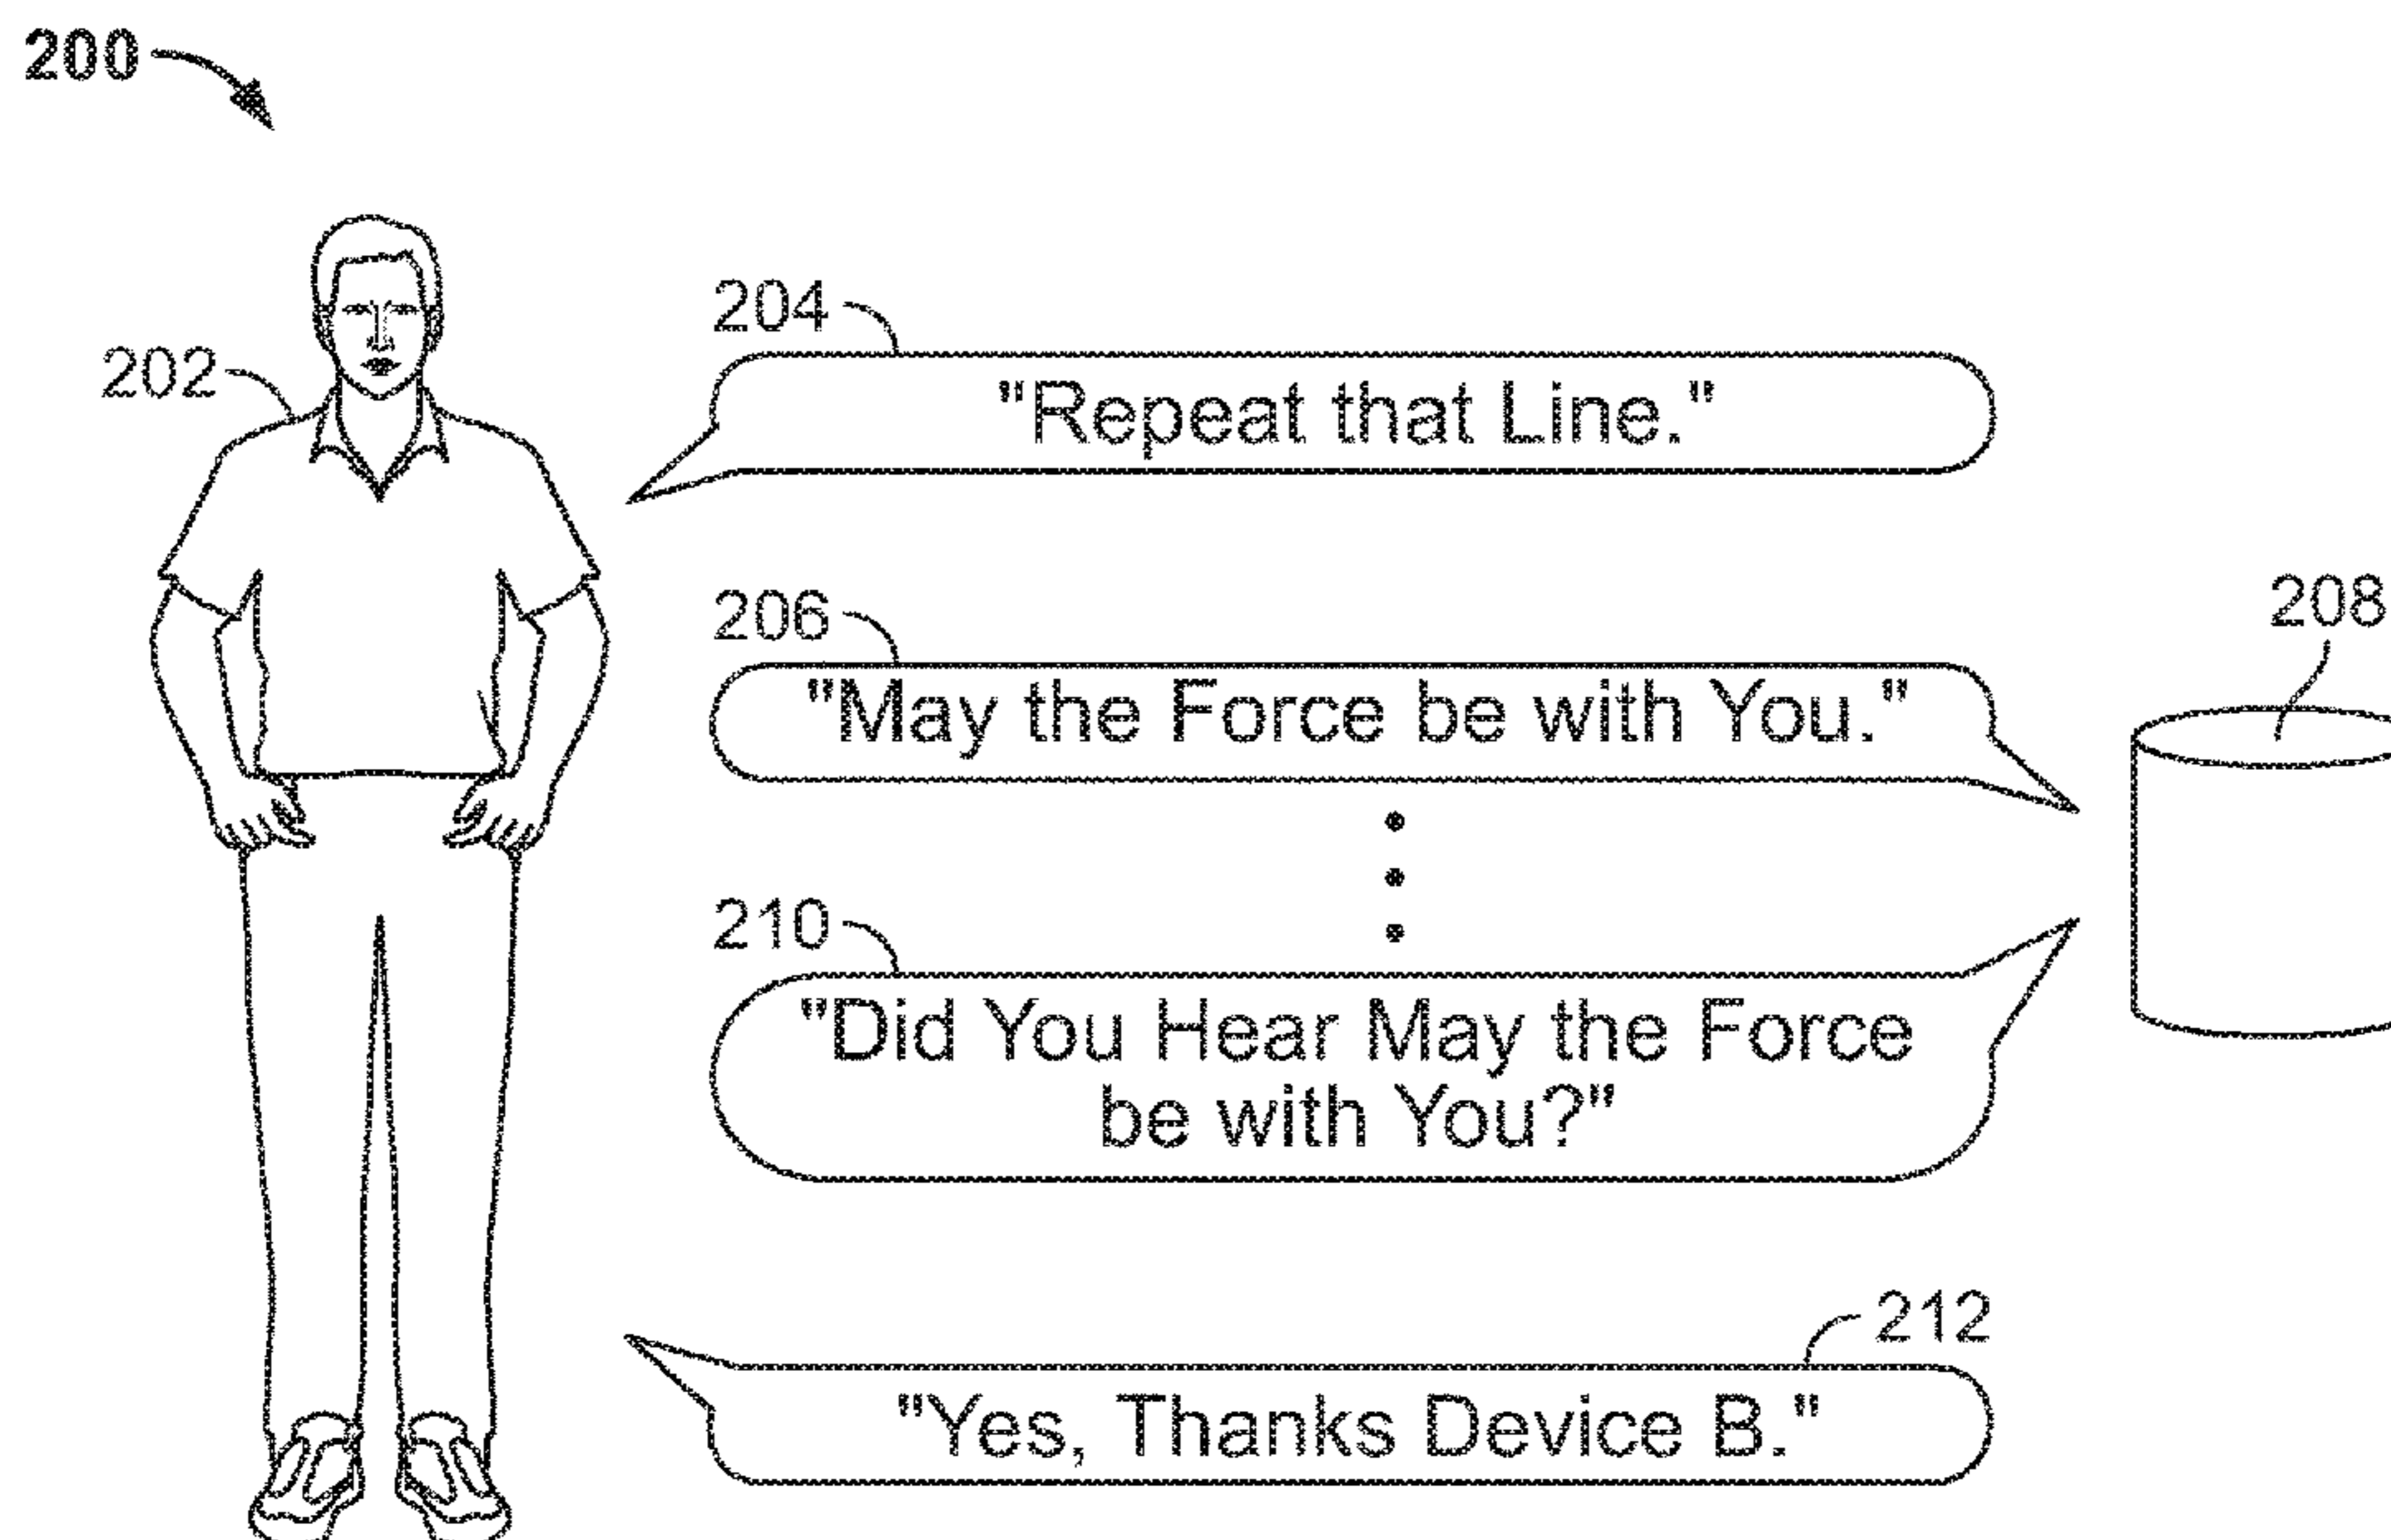 200
204
"Repeat that Line."
202
206
"May the Force be with You."
208
210
"Did You Hear May the Force
be with You?"
212
"Yes, Thanks Device B."